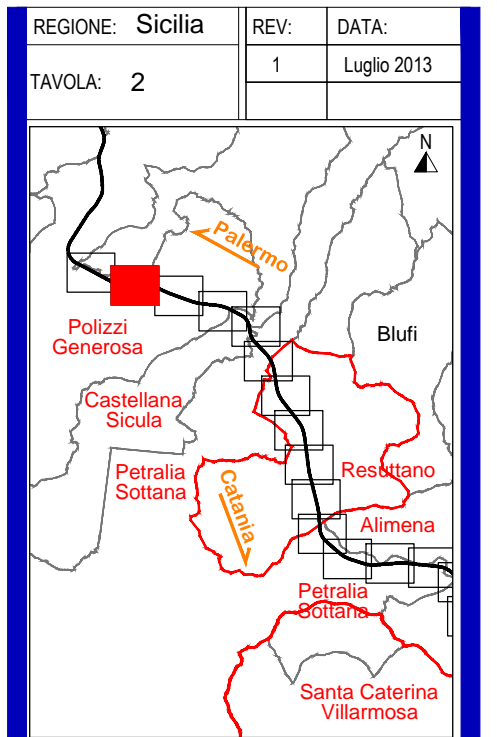 REGIONE: Sicilia
REV:
DATA:
TAVOLA: 2
1
Luglio 2013
N
Palermo
Polizzi
Generosa
Blufi
Castellana
Sicula
Petralia
Sottana
Catania
Resuttano
Alimena
Petralia
Sottana
Santa Caterina
Villarmosa